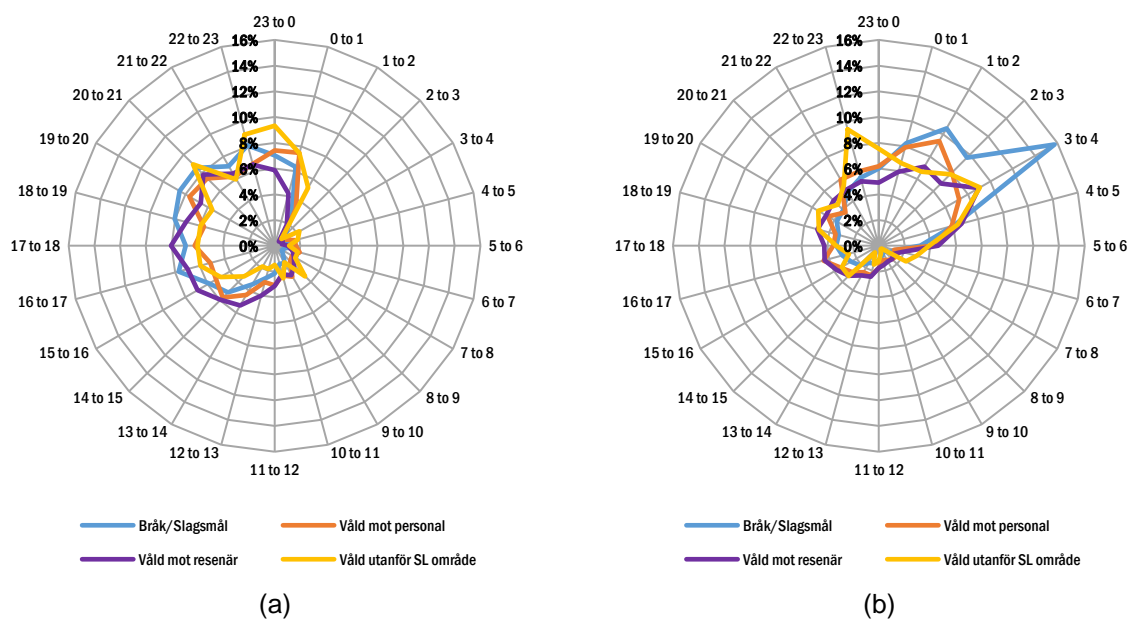 23 to 0
0 to 1
1 to 2
2 to 3
3 to 4
4 to 5
5 to 6
6 to 7
7 to 8
8 to 9
9 to 10
10 to 11
11 to 12
12 to 13
13 to 14
14 to 15
15 to 16
16 to 17
17 to 18
18 to 19
19 to 20
20 to 21
21 to 22
22 to 23
16%
14%
12%
10%
8%
6%
4%
2%
0%
Bråk/Slagsmål
Våld mot personal
Våld mot resenär
Våld utanför SL område
(a)
23 to 0
0 to 1
1 to 2
2 to 3
3 to 4
4 to 5
5 to 6
6 to 7
7 to 8
8 to 9
9 to 10
10 to 11
11 to 12
12 to 13
13 to 14
14 to 15
15 to 16
16 to 17
17 to 18
18 to 19
19 to 20
20 to 21
21 to 22
22 to 23
16%
14%
12%
10%
8%
6%
4%
2%
0%
Bråk/Slagsmål
Våld mot personal
Våld mot resenär
Våld utanför SL område
(b)